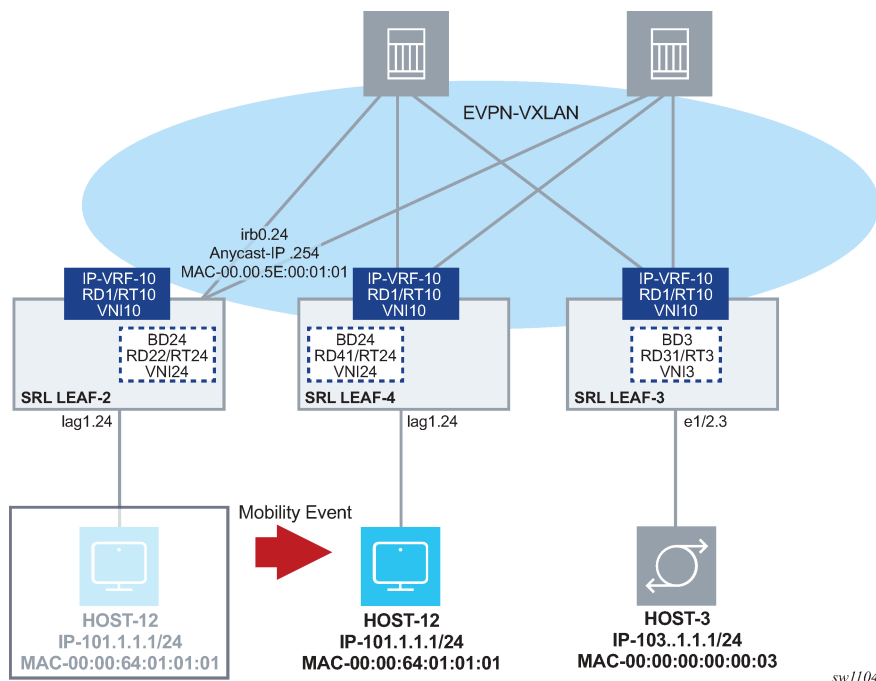 EVPN-VXLAN
irb0.24
Anycast-IP .254
MAC-00.00.5E:00:01:01
IP-VRF-10
RD1/RT10
VNI10
IP-VRF-10
RD1/RT10
VNI10
IP-VRF-10
RD1/RT10
VNI10
BD24
RD22/RT24
VNI24
BD24
RD41/RT24
VNI24
BD3
RD31/RT3
VNI3
SRL LEAF-2
SRL LEAF-4
SRL LEAF-3
lag1.24
lag1.24
e1/2.3
Mobility Event
HOST-12
IP-101.1.1.1/24
MAC-00:00:64:01:01:01
HOST-12
IP-101.1.1.1/24
MAC-00:00:64:01:01:01
HOST-3
IP-103..1.1.1/24
MAC-00:00:00:00:00:03
sw1104